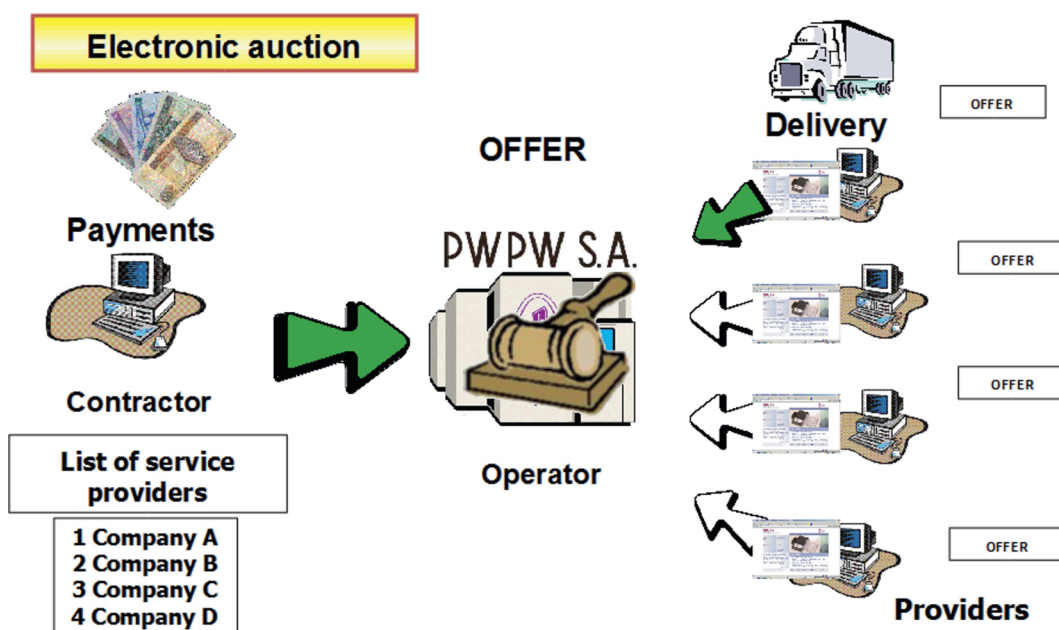 Electronic auction
Payments
Contractor
List of service
providers
1 Company A
2 Company B
3 Company C
4 Company D
OFFER
PWPW S.A.
Operator
Delivery
OFFER
OFFER
OFFER
OFFER
Providers